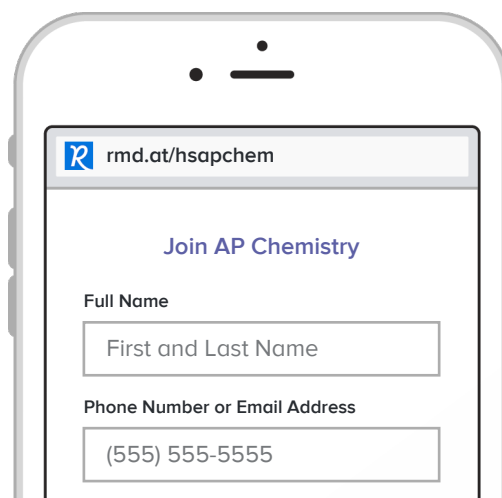 rmd.at/hsapchem
Join AP Chemistry
Full Name
First and Last Name
Phone Number or Email Address
(555) 555-5555